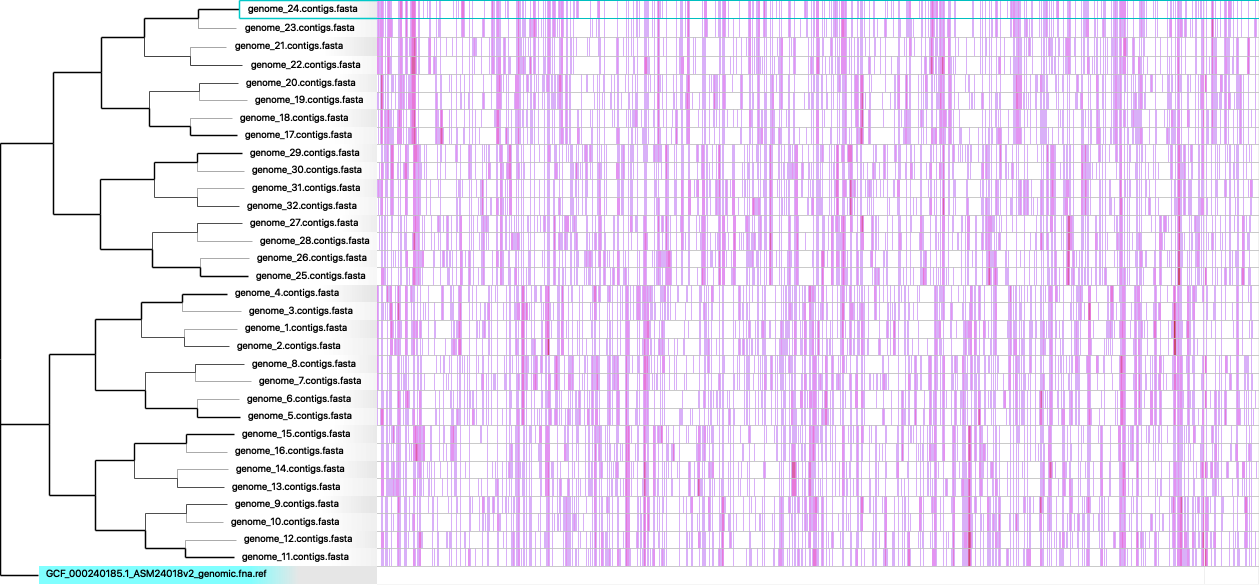 genome_24.contigs.fasta
genome_23.contigs.fasta
genome_21.contigs.fasta
genome_22.contigs.fasta
genome_20.contigs.fasta
genome_19.contigs.fasta
genome_18.contigs.fasta
genome_17.contigs.fasta
genome_29.contigs.fasta
genome_30.contigs.fasta
genome_31.contigs.fasta
genome_32.contigs.fasta
genome_27.contigs.fasta
genome_28.contigs.fasta
genome_26.contigs.fasta
genome_25.contigs.fasta
genome_4.contigs.fasta
genome_3.contigs.fasta
genome_1.contigs.fasta
genome_2.contigs.fasta
genome_8.contigs.fasta
genome_7.contigs.fasta
genome_6.contigs.fasta
genome_5.contigs.fasta
genome_15.contigs.fasta
genome_16.contigs.fasta
genome_14.contigs.fasta
genome_13.contigs.fasta
genome_9.contigs.fasta
genome_10.contigs.fasta
genome_12.contigs.fasta
genome_11.contigs.fasta
GCF_000240185.1_ASM24018v2_genomic.fna.ref